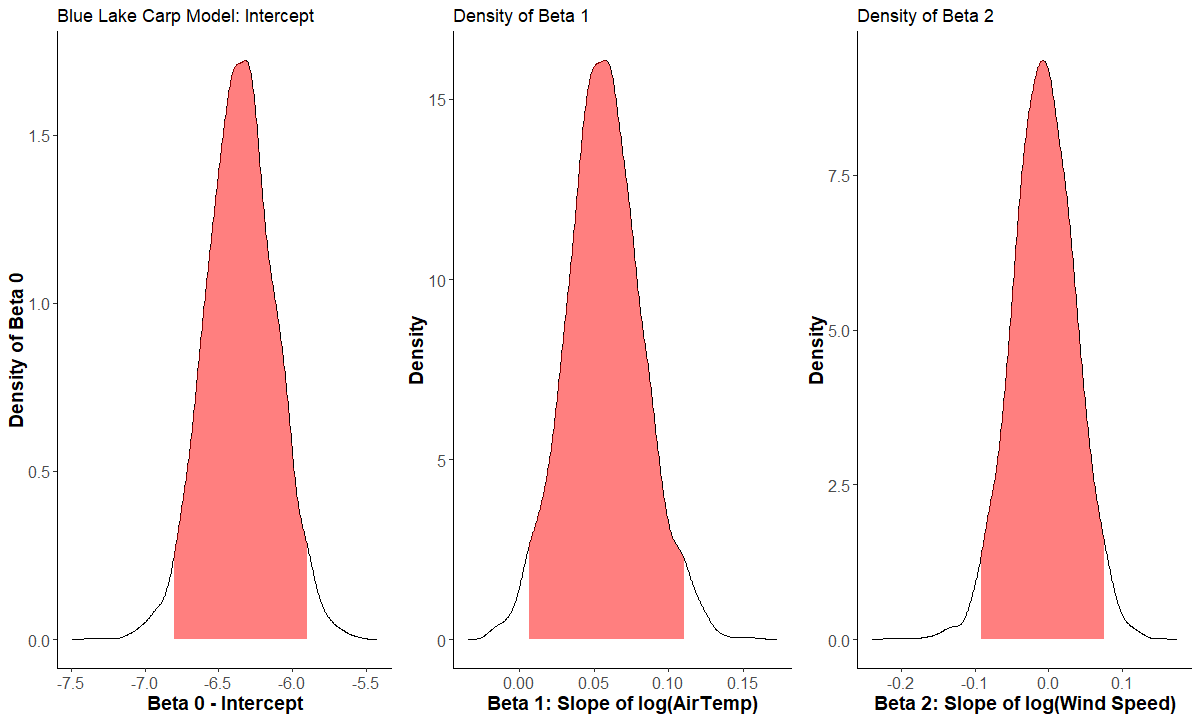 Blue Lake Carp Model: Intercept
Density of Beta 0
1.5
1.0
0.5
0.0
-7.5 -7.0 -6.5 -6.0 -5.5
Beta 0 - Intercept
Density of Beta 1
Density
15
10
5
0
0.00 0.05 0.10 0.15
Beta 1: Slope of log(AirTemp)
Density of Beta 2
Density
7.5
5.0
2.5
0.0
-0.2 -0.1 0.0 0.1
Beta 2: Slope of log(Wind Speed)